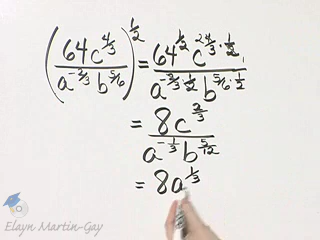 (64c^(4/3) / a^(-2/3) b^(5/6))^(1/2) = 64^(1/2) c^(4/3 · 1/2) / a^(-2/3 · 1/2) b^(5/6 · 1/2)
= 8c^(2/3) / a^(-1/3) b^(5/12)
= 8a^(1/3)
Elayn Martin-Gay